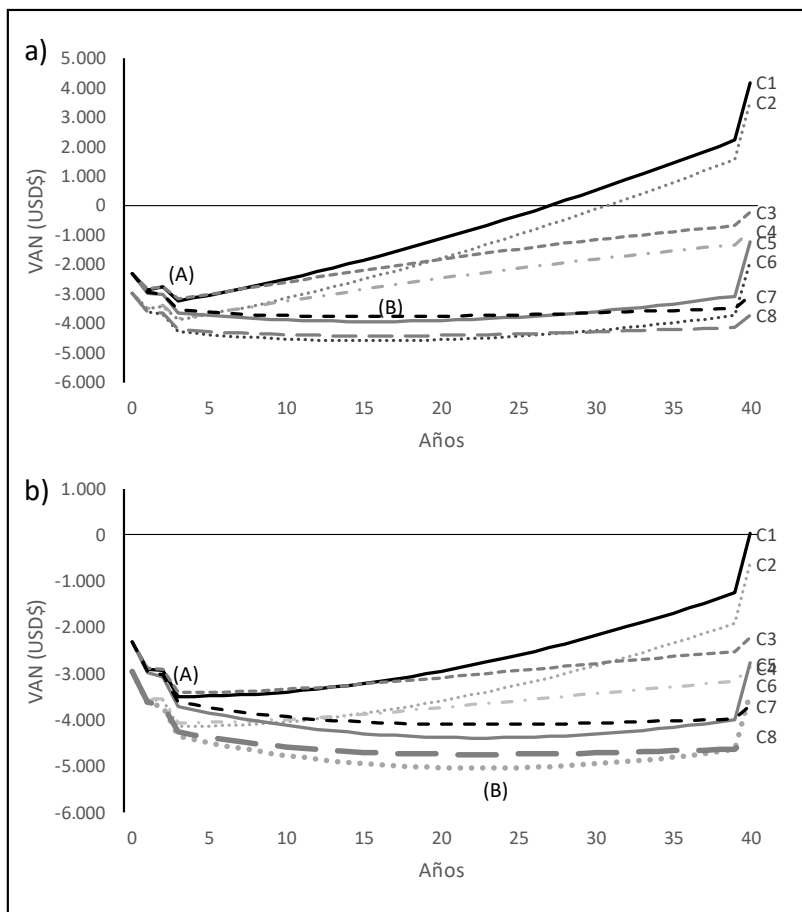 a)
5.000
4.000
3.000
2.000
1.000
0
-1.000
-2.000
-3.000
-4.000
-5.000
-6.000
VAN (USD$)
(A)
(B)
C1
C2
C3
C4
C5
C6
C7
C8
0 5 10 15 20 25 30 35 40
Años
b)
1.000
0
-1.000
-2.000
-3.000
-4.000
-5.000
-6.000
VAN (USD$)
(A)
(B)
C1
C2
C3
C5
C4
C6
C7
C8
0 5 10 15 20 25 30 35 40
Años